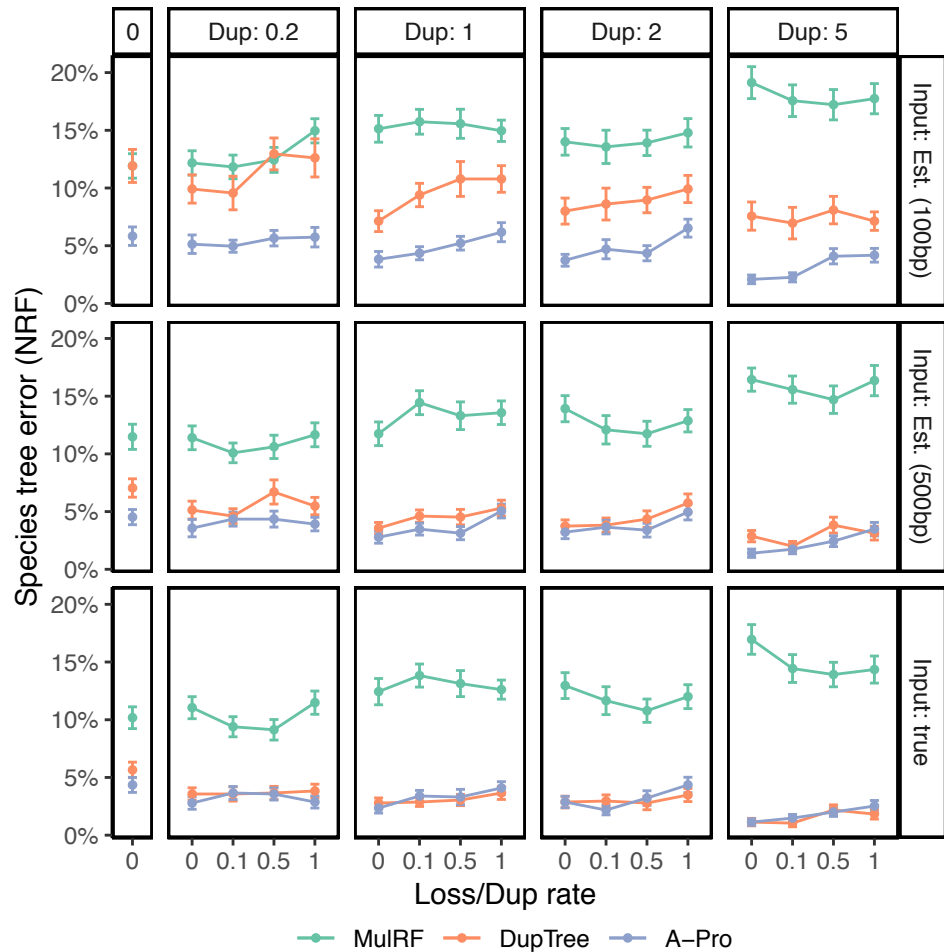 0
Dup: 0.2
Dup: 1
Dup: 2
Dup: 5
Species tree error (NRF)
20%
15%
10%
5%
0%
Input: Est. (100bp)
20%
15%
10%
5%
0%
Input: Est. (500bp)
20%
15%
10%
5%
0%
Input: true
0
0 0.1 0.5 1
0 0.1 0.5 1
0 0.1 0.5 1
0 0.1 0.5 1
Loss/Dup rate
MulRF DupTree A−Pro